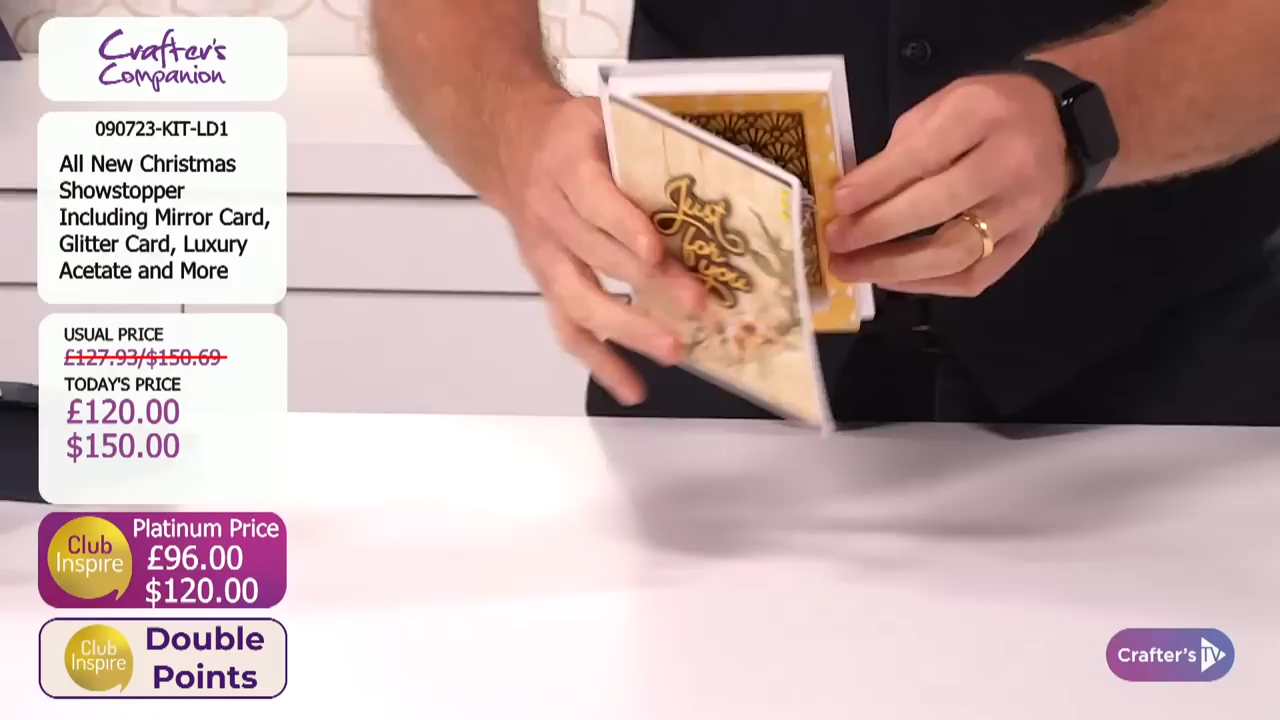 Crafter's
Companion
090723-KIT-LD1
All New Christmas
Showstopper
Including Mirror Card,
Glitter Card, Luxury
Acetate and More
USUAL PRICE
£127.93/$150.69
TODAY'S PRICE
£120.00
$150.00
Club
Inspire
Platinum Price
£96.00
$120.00
Club
Inspire
Double
Points
Just
for
you
Crafter's TV